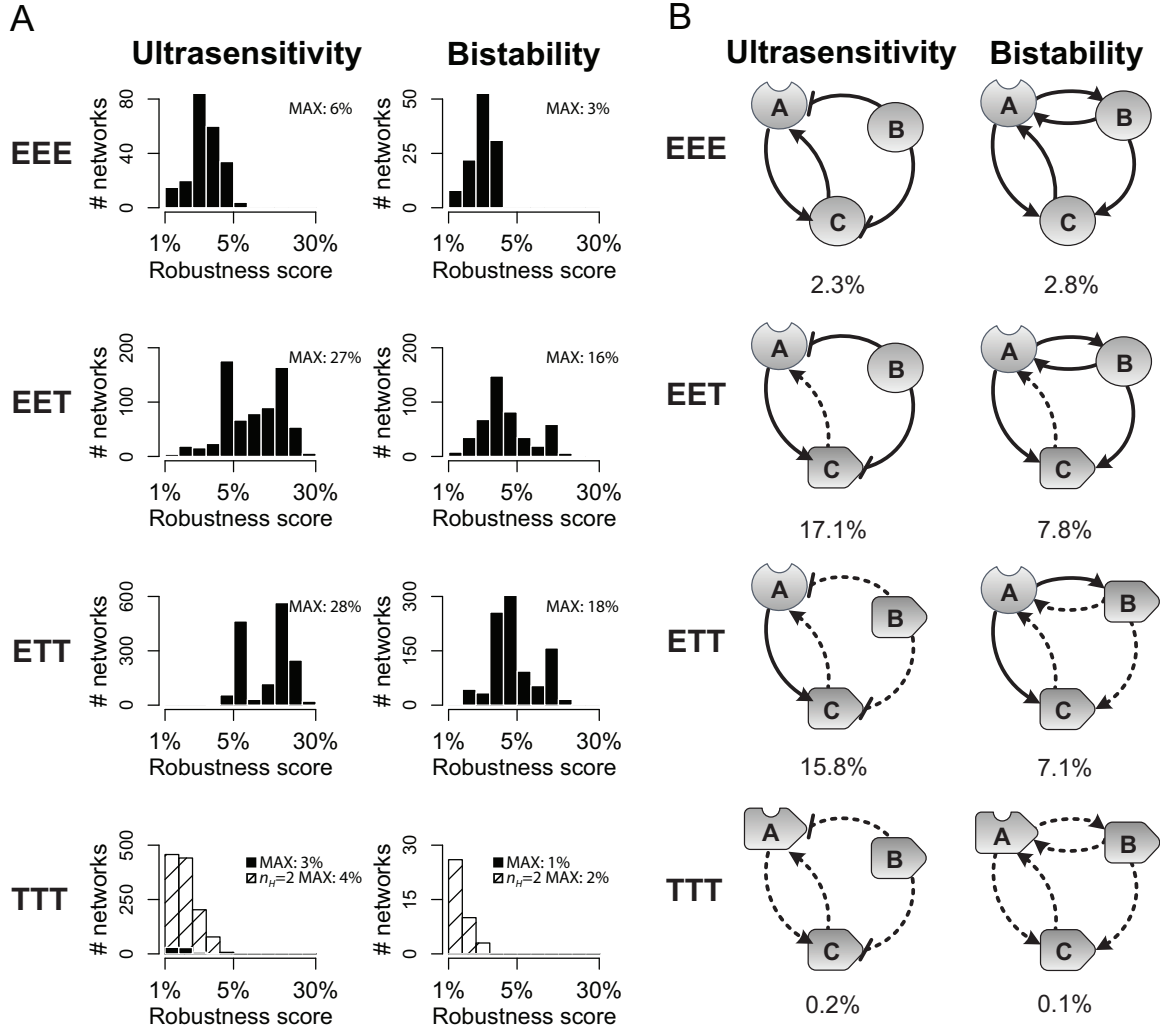 A
B
Ultrasensitivity Bistability
Ultrasensitivity Bistability
EEE
# networks
80
40
0
MAX: 6%
1% 5% 30%
Robustness score
# networks
50
25
0
MAX: 3%
1% 5% 30%
Robustness score
EET
# networks
200
100
0
MAX: 27%
1% 5% 30%
Robustness score
# networks
200
100
0
MAX: 16%
1% 5% 30%
Robustness score
ETT
# networks
600
300
0
MAX: 28%
1% 5% 30%
Robustness score
# networks
300
150
0
MAX: 18%
1% 5% 30%
Robustness score
TTT
# networks
500
250
0
MAX: 3%
nH=2 MAX: 4%
1% 5% 30%
Robustness score
# networks
30
15
0
MAX: 1%
nH=2 MAX: 2%
1% 5% 30%
Robustness score
EEE
A
B
C
2.3%
A
B
C
2.8%
EET
A
B
C
17.1%
A
B
C
7.8%
ETT
A
B
C
15.8%
A
B
C
7.1%
TTT
A
B
C
0.2%
A
B
C
0.1%